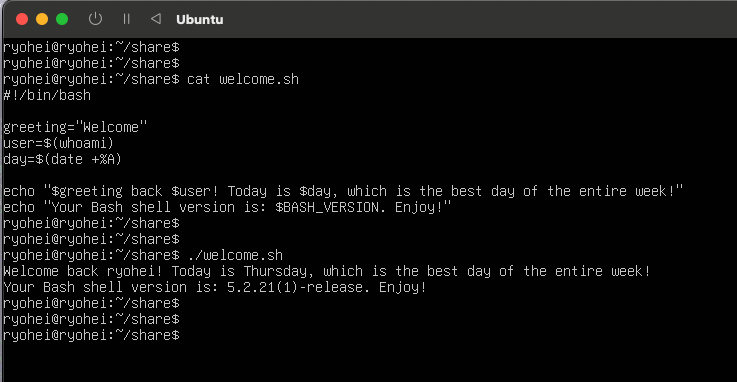 Ubuntu
ryohei@ryohei:~/share$
ryohei@ryohei:~/share$
ryohei@ryohei:~/share$ cat welcome.sh
#!/bin/bash

greeting="Welcome"
user=$(whoami)
day=$(date +%A)

echo "$greeting back $user! Today is $day, which is the best day of the entire week!"
echo "Your Bash shell version is: $BASH_VERSION. Enjoy!"
ryohei@ryohei:~/share$
ryohei@ryohei:~/share$
ryohei@ryohei:~/share$ ./welcome.sh
Welcome back ryohei! Today is Thursday, which is the best day of the entire week!
Your Bash shell version is: 5.2.21(1)-release. Enjoy!
ryohei@ryohei:~/share$
ryohei@ryohei:~/share$
ryohei@ryohei:~/share$